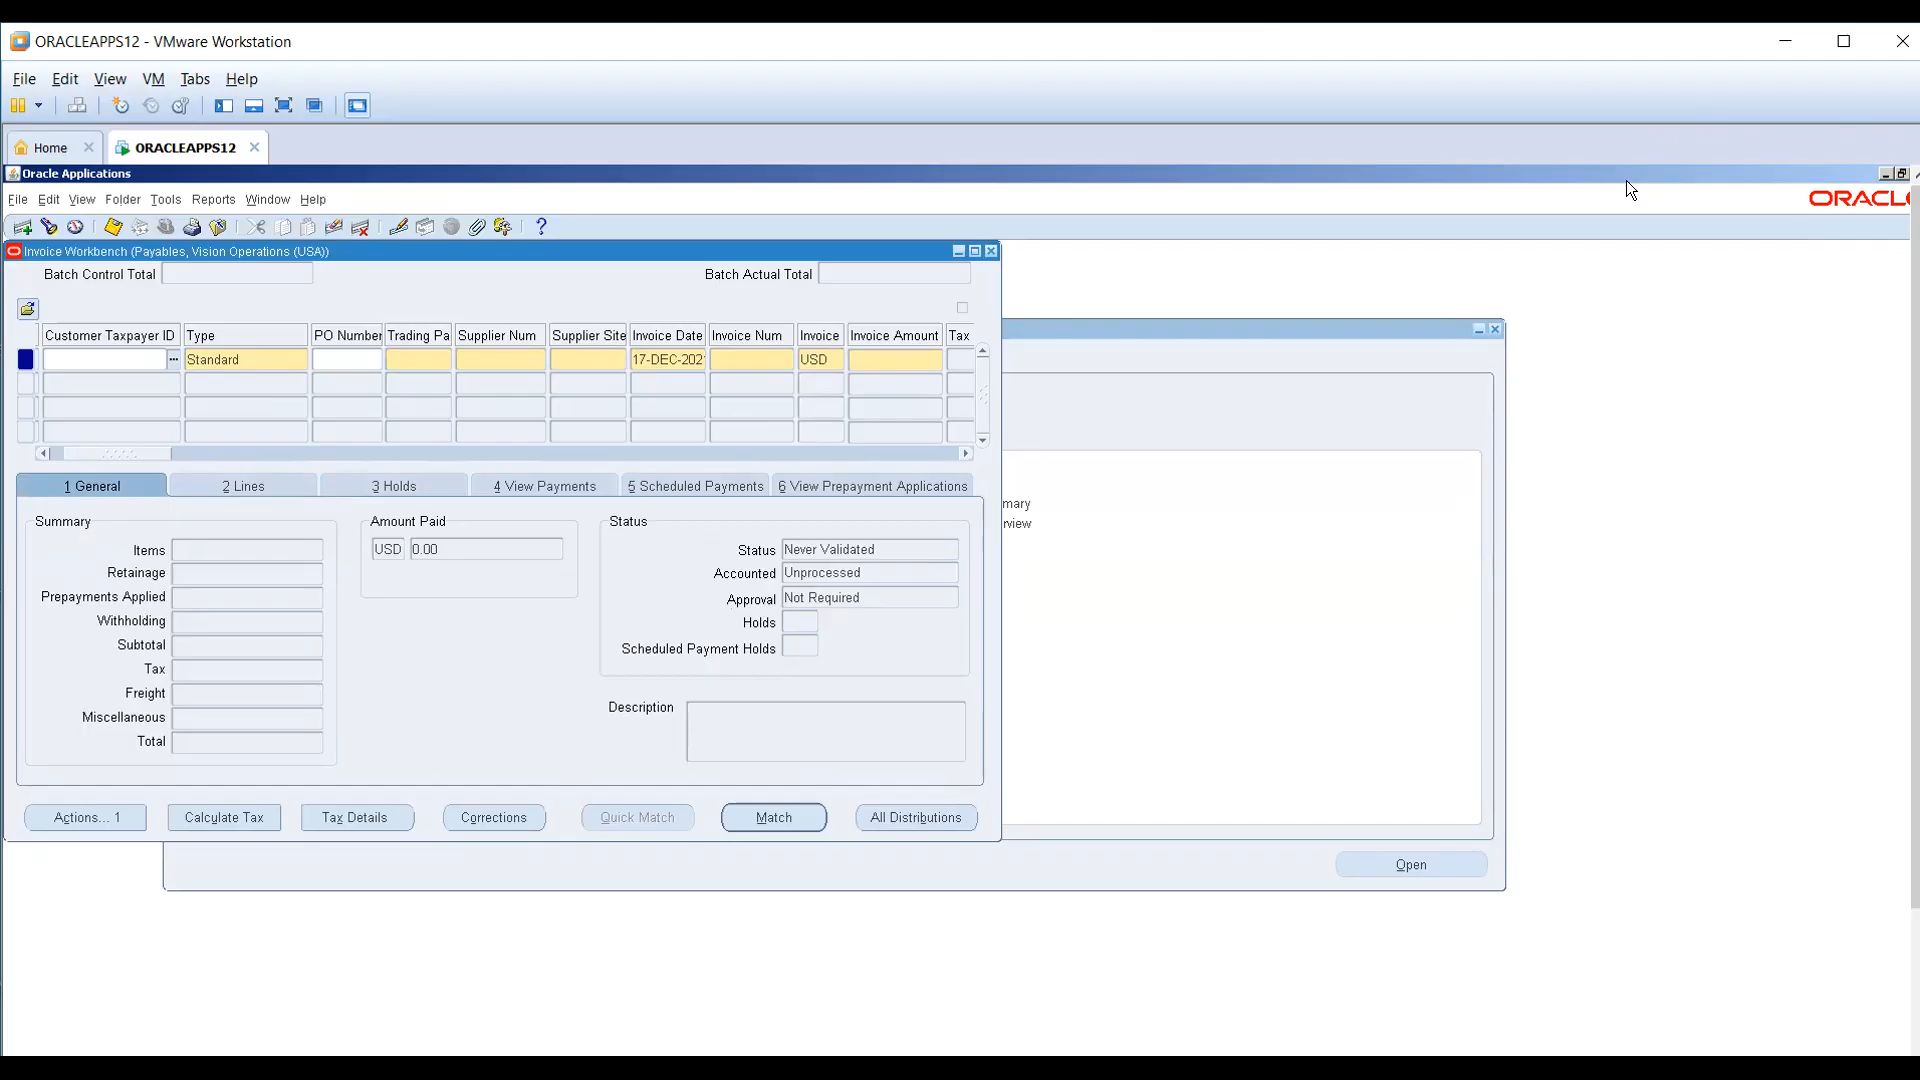 ORACLEAPPS12 - VMware Workstation
File Edit View VM Tabs Help
Home ORACLEAPPS12
Oracle Applications
File Edit View Folder Tools Reports Window Help
ORACL
Invoice Workbench (Payables, Vision Operations (USA))
Batch Control Total Batch Actual Total
Customer Taxpayer ID Type PO Number Trading Pa Supplier Num Supplier Site Invoice Date Invoice Num Invoice Invoice Amount Tax
Standard 17-DEC-202 USD
1 General 2 Lines 3 Holds 4 View Payments 5 Scheduled Payments 6 View Prepayment Applications
mary
rview
Summary Amount Paid Status
Items USD 0.00 Status Never Validated
Retainage Accounted Unprocessed
Prepayments Applied Approval Not Required
Withholding Holds
Subtotal Scheduled Payment Holds
Tax
Freight Description
Miscellaneous
Total
Actions... 1 Calculate Tax Tax Details Corrections Quick Match Match All Distributions
Open